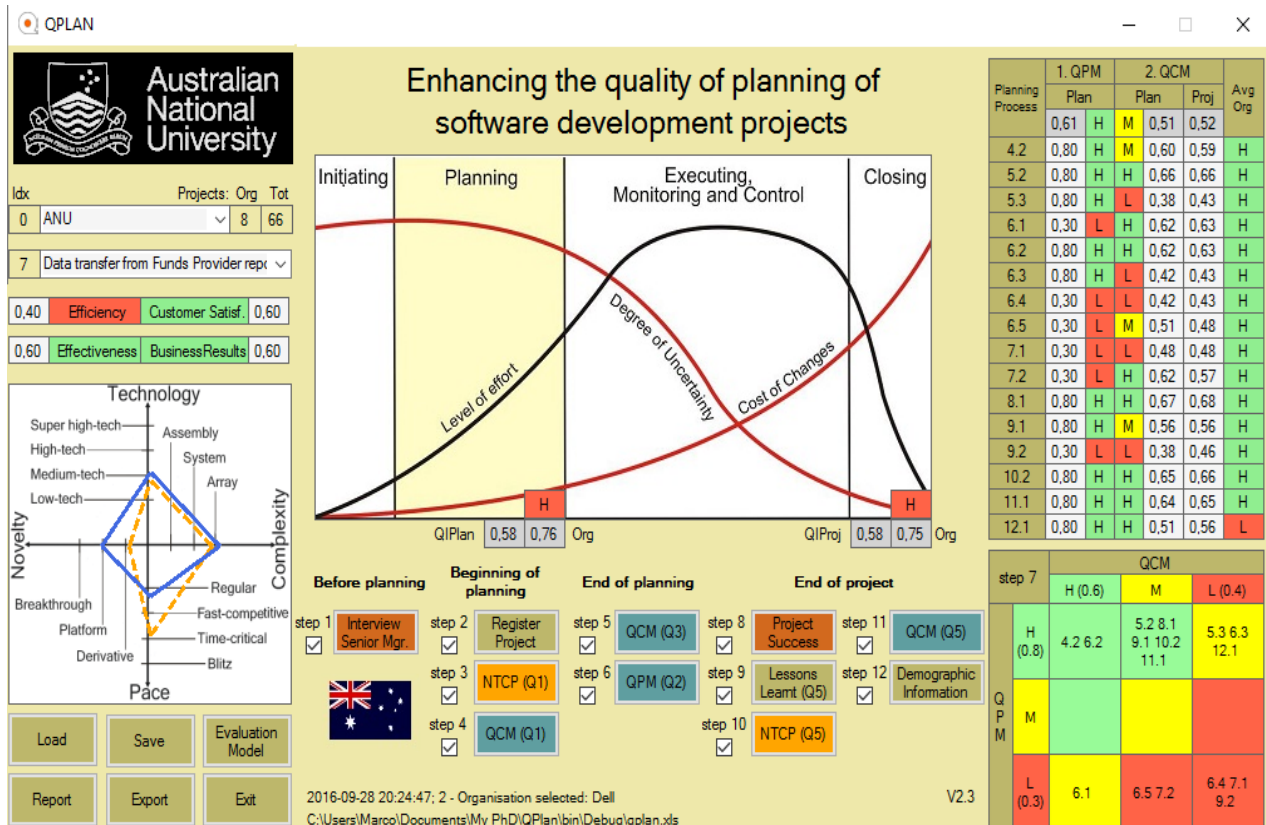 QPLAN
Australian
National
University
Enhancing the quality of planning of
software development projects
Idx Projects: Org Tot
0 ANU 8 66
7 Data transfer from Funds Provider repc
0,40 Efficiency Customer Satisf. 0,60
0,60 Effectiveness BusinessResults 0,60
Technology
Super high-tech
High-tech
Medium-tech
Low-tech
Assembly
System
Array
Novelty
Complexity
Breakthrough
Platform
Derivative
Regular
Fast-competitive
Time-critical
Blitz
Pace
Load Save Evaluation Model
Report Export Exit
Initiating Planning Executing, Closing
Monitoring and Control
Level of effort
Degree of Uncertainty
Cost of Changes
H H
QIPlan 0,58 0,76 Org QIProj 0,58 0,75 Org
Before planning
Beginning of
planning
End of planning
End of project
step 1 Interview Senior Mgr.
step 2 Register Project
step 3 NTCP (Q1)
step 4 QCM (Q1)
step 5 QCM (Q3)
step 6 QPM (Q2)
step 8 Project Success
step 9 Lessons Learnt (Q5)
step 10 NTCP (Q5)
step 11 QCM (Q5)
step 12 Demographic Information
2016-09-28 20:24:47; 2 - Organisation selected: Dell V2.3
C:\Users\Marco\Documents\My PhD\QPlan\bin\Debug\qplan.xls
Planning Process 1. QPM 2. QCM Avg Org
Plan Plan Proj
0,61 H M 0,51 0,52
4.2 0,80 H M 0,60 0,59 H
5.2 0,80 H H 0,66 0,66 H
5.3 0,80 H L 0,38 0,43 H
6.1 0,30 L H 0,62 0,63 H
6.2 0,80 H H 0,62 0,63 H
6.3 0,80 H L 0,42 0,43 H
6.4 0,30 L L 0,42 0,43 H
6.5 0,30 L M 0,51 0,48 H
7.1 0,30 L L 0,48 0,48 H
7.2 0,30 L H 0,62 0,57 H
8.1 0,80 H H 0,67 0,68 H
9.1 0,80 H M 0,56 0,56 H
9.2 0,30 L L 0,38 0,46 H
10.2 0,80 H H 0,65 0,66 H
11.1 0,80 H H 0,64 0,65 H
12.1 0,80 H H 0,51 0,56 L
step 7 QCM
H (0.6) M L (0.4)
QPM
H (0.8) 4.2 6.2 5.2 8.1 9.1 10.2 11.1 5.3 6.3 12.1
M
L (0.3) 6.1 6.5 7.2 6.4 7.1 9.2